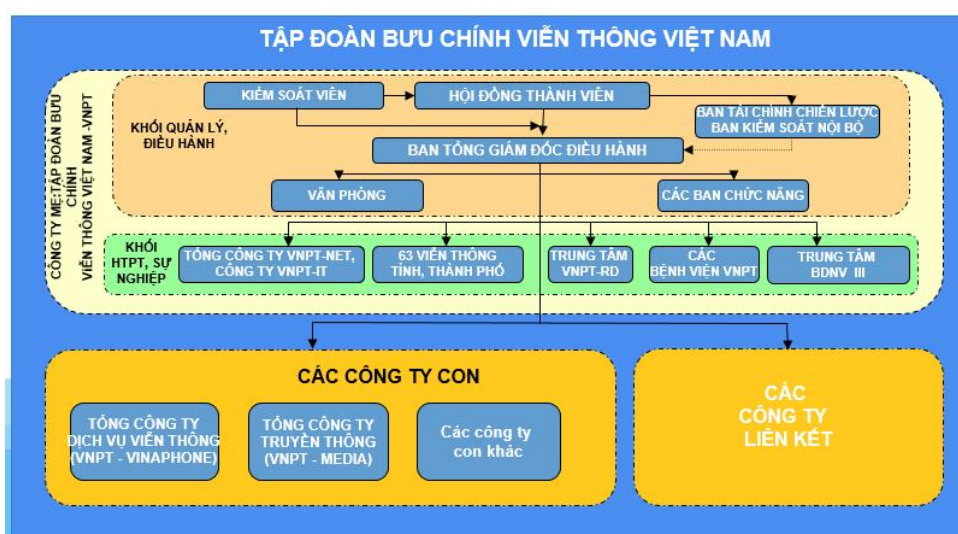 TẬP ĐOÀN BƯU CHÍNH VIỄN THÔNG VIỆT NAM
CÔNG TY MẸ:TẬP ĐOÀN BƯU
CHÍNH
VIỄN THÔNG VIỆT NAM -VNPT
KHỐI QUẢN LÝ,
ĐIỀU HÀNH
KIỂM SOÁT VIÊN
HỘI ĐỒNG THÀNH VIÊN
BAN TÀI CHÍNH CHIẾN LƯỢC
BAN KIỂM SOÁT NỘI BỘ
BAN TỔNG GIÁM ĐỐC ĐIỀU HÀNH
VĂN PHÒNG
CÁC BAN CHỨC NĂNG
KHỐI
HTPT, SỰ
NGHIỆP
TỔNG CÔNG TY VNPT-NET,
CÔNG TY VNPT-IT
63 VIỄN THÔNG
TỈNH, THÀNH PHỐ
TRUNG TÂM
VNPT-RD
CÁC
BỆNH VIỆN VNPT
TRUNG TÂM
BDNV III
CÁC CÔNG TY CON
TỔNG CÔNG TY
DỊCH VỤ VIỄN THÔNG
(VNPT - VINAPHONE)
TỔNG CÔNG TY
TRUYỀN THÔNG
(VNPT - MEDIA)
Các công ty
con khác
CÁC
CÔNG TY
LIÊN KẾT